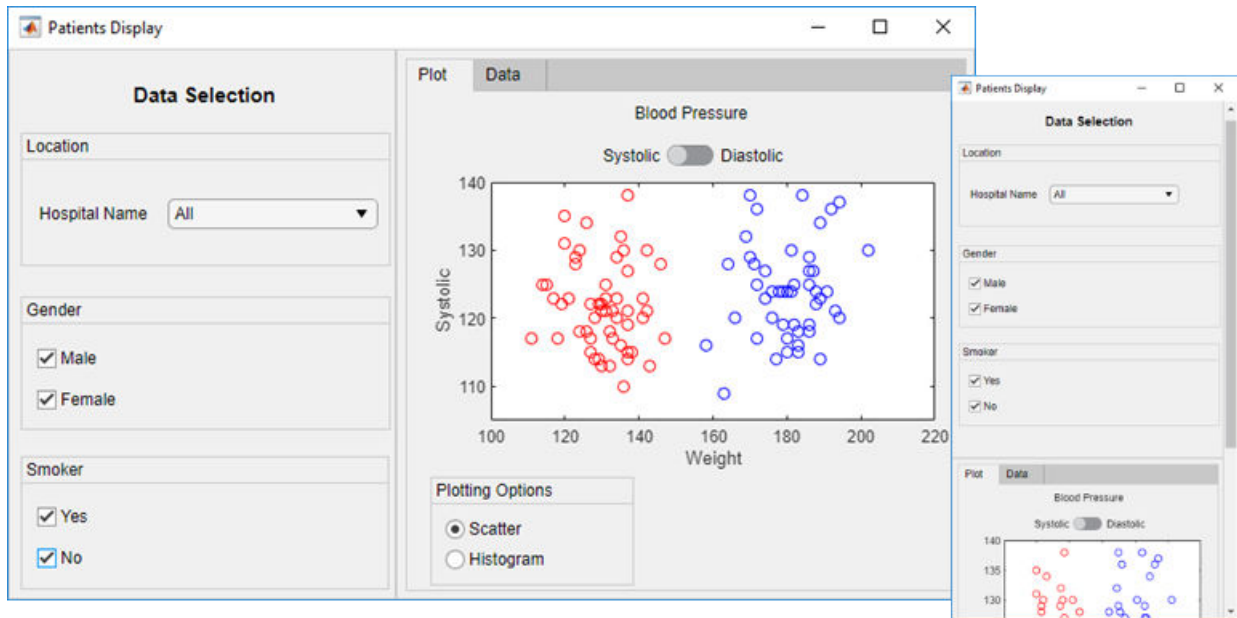 Patients Display
Data Selection
Location
Hospital Name All
Gender
Male
Female
Smoker
Yes
No
Plot Data
Blood Pressure
Systolic Diastolic
140
130
120
110
Systolic
100 120 140 160 180 200 220
Weight
Plotting Options
Scatter
Histogram
Patients Display
Data Selection
Location
Hospital Name All
Gender
Male
Female
Smoker
Yes
No
Plot Data
Blood Pressure
Systolic Diastolic
140
135
130